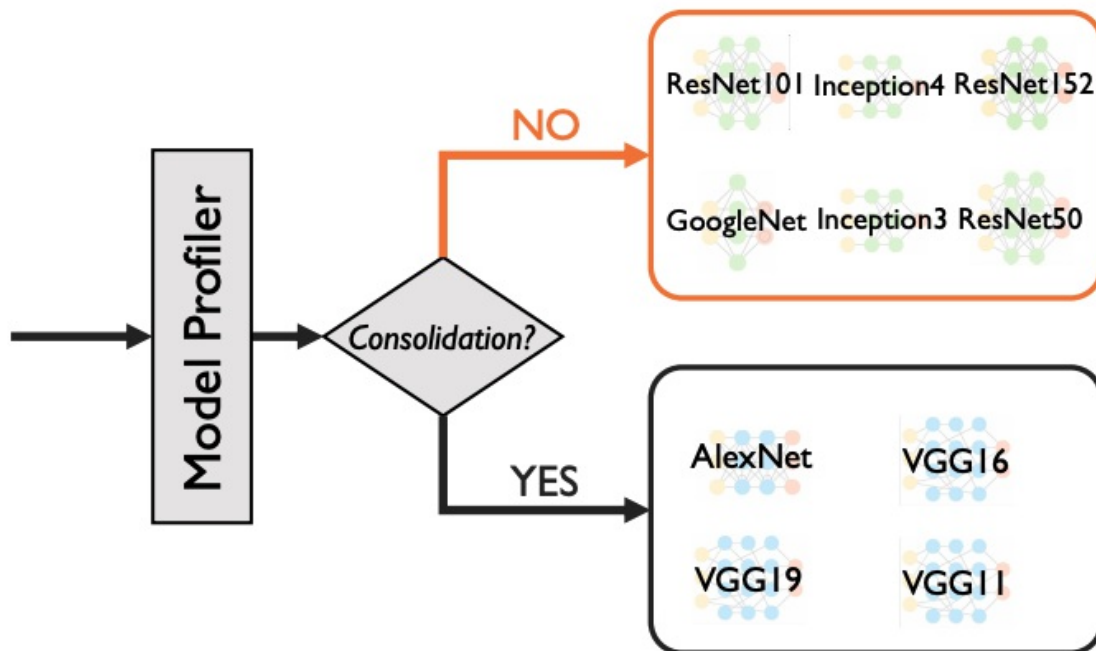 NO
ResNet101 Inception4 ResNet152
GoogleNet Inception3 ResNet50
Model Profiler
Consolidation?
YES
AlexNet VGG16
VGG19 VGG11